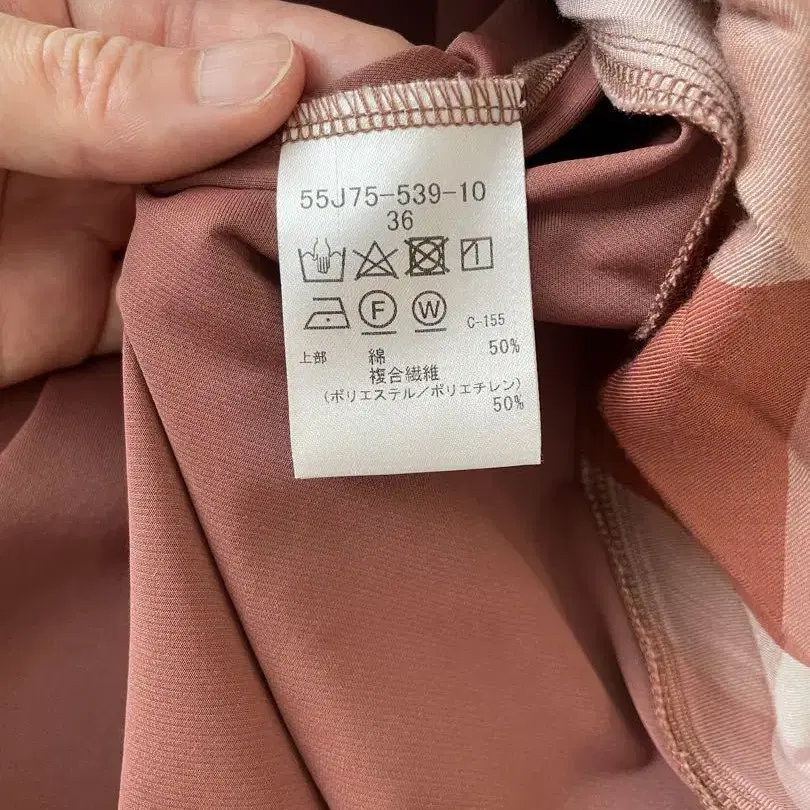 55J75-539-10
36
F W C-155
上部 綿 50%
複合繊維
(ポリエステル/ポリエチレン)
50%